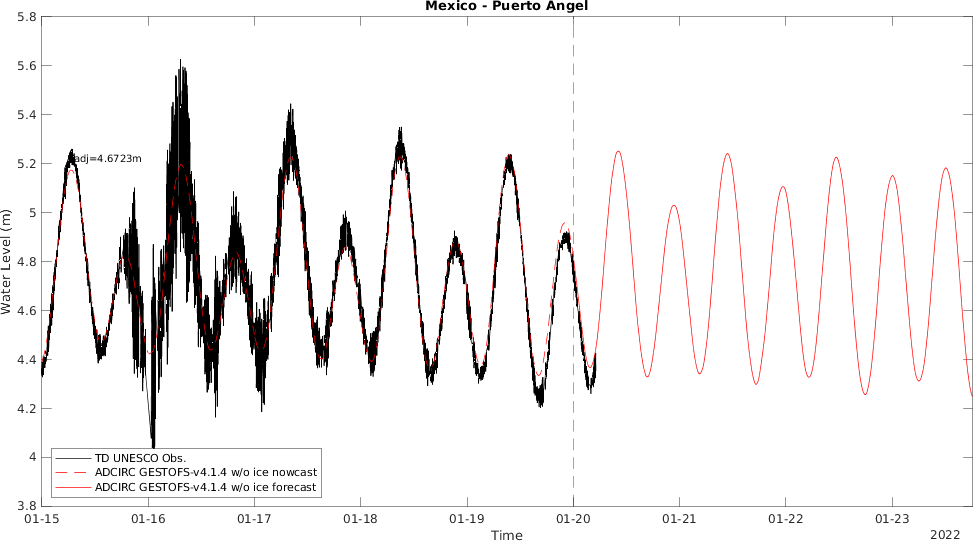 Mexico - Puerto Angel
5.8
5.6
5.4
5.2
5
4.8
4.6
4.4
4.2
4
3.8
Water Level (m)
adj=4.6723m
TD UNESCO Obs.
ADCIRC GESTOFS-v4.1.4 w/o ice nowcast
ADCIRC GESTOFS-v4.1.4 w/o ice forecast
01-15 01-16 01-17 01-18 01-19 01-20 01-21 01-22 01-23
Time
2022